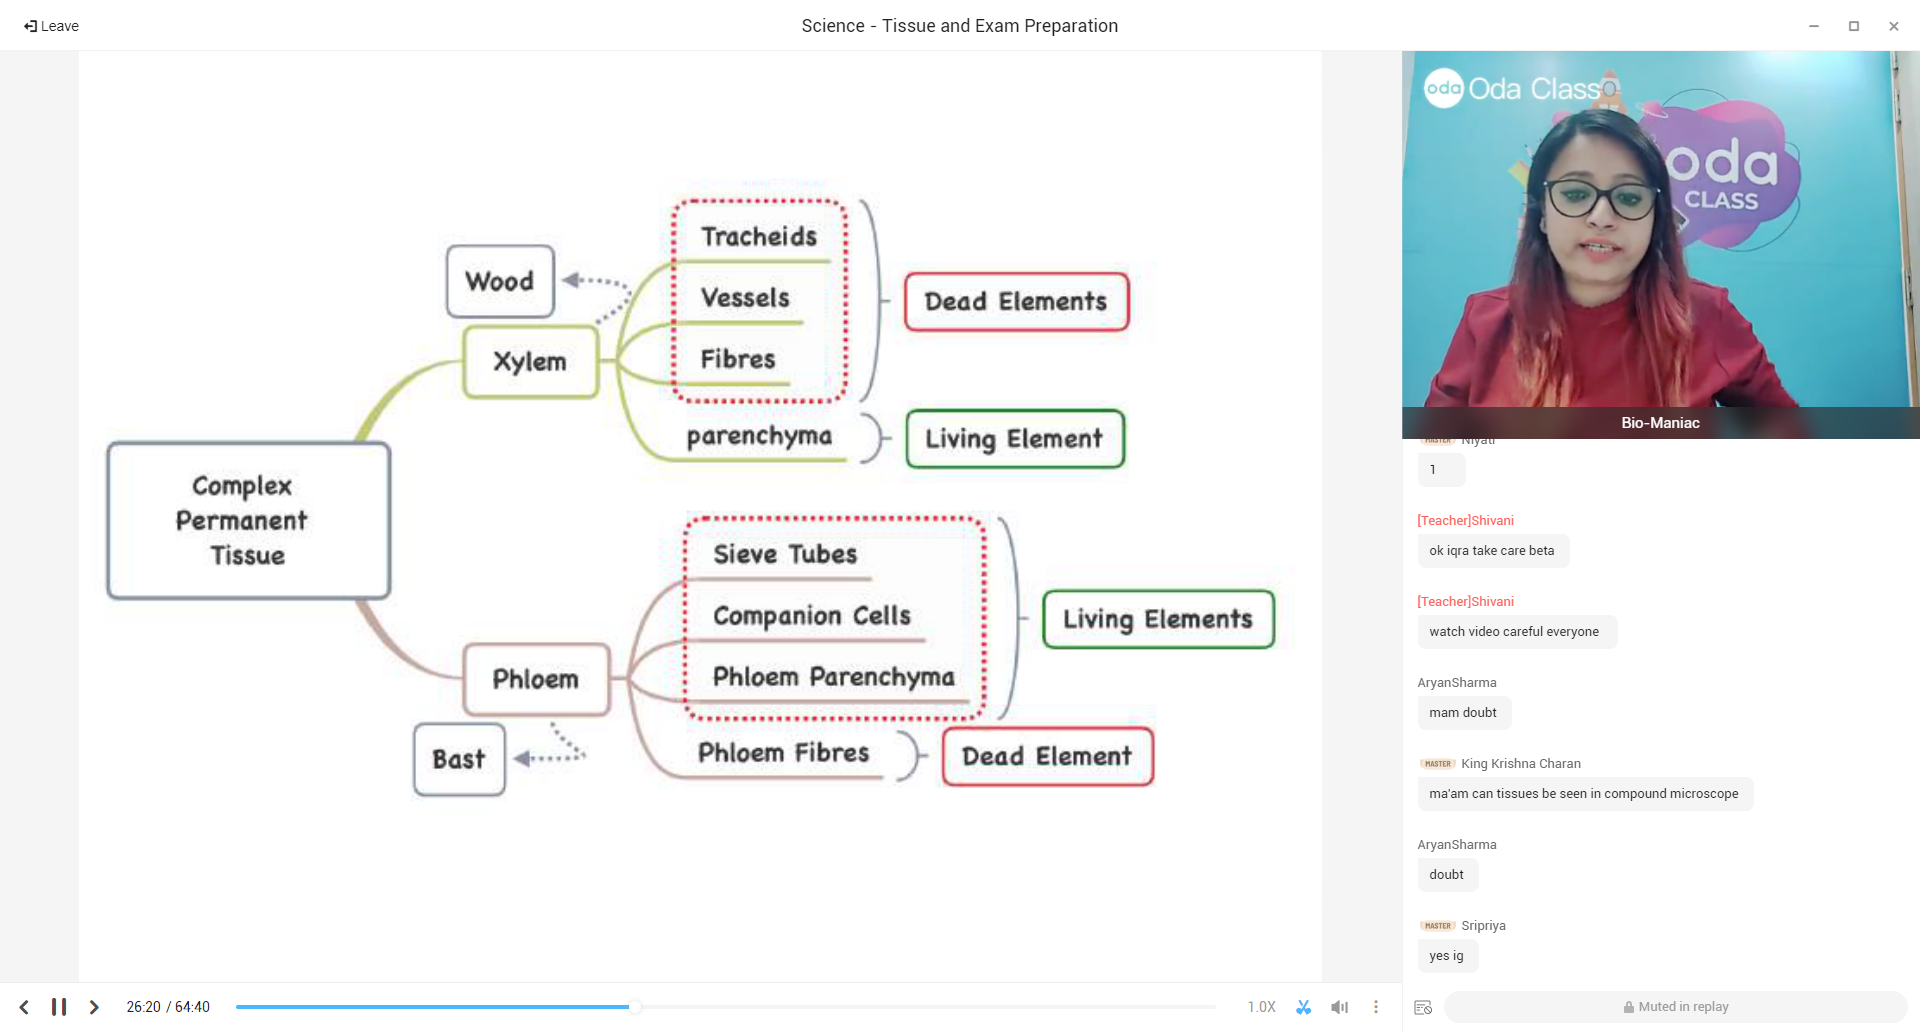 Leave
Science - Tissue and Exam Preparation
oda Oda Class
oda
CLASS
Bio-Maniac
Wood
Xylem
Tracheids
Vessels
Fibres
parenchyma
Dead Elements
Living Element
Complex
Permanent
Tissue
Phloem
Bast
Sieve Tubes
Companion Cells
Phloem Parenchyma
Phloem Fibres
Living Elements
Dead Element
MASTER Niyati
1
[Teacher]Shivani
ok iqra take care beta
[Teacher]Shivani
watch video careful everyone
AryanSharma
mam doubt
MASTER King Krishna Charan
ma'am can tissues be seen in compound microscope
AryanSharma
doubt
MASTER Sripriya
yes ig
26:20 / 64:40
1.0X
Muted in replay